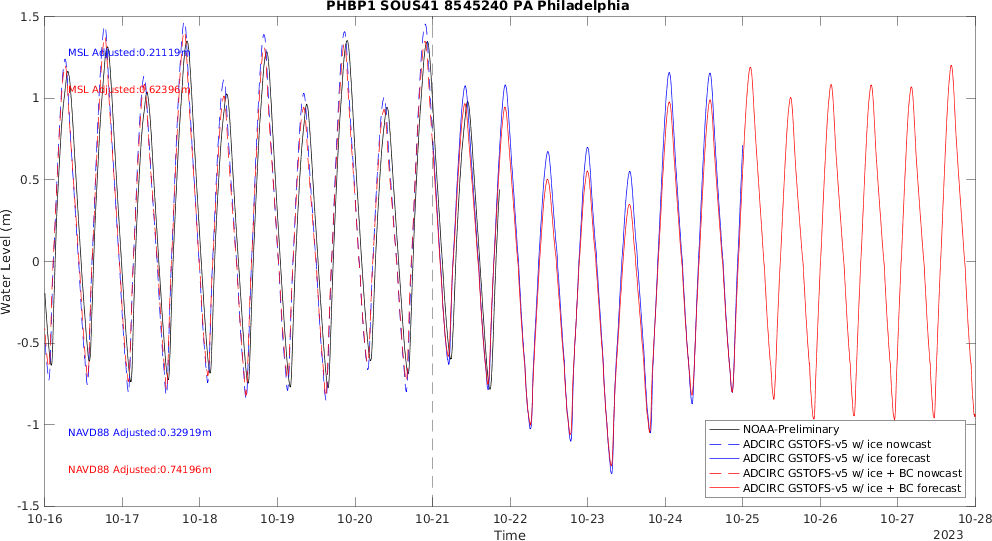 PHBP1 SOUS41 8545240 PA Philadelphia
1.5
1
0.5
0
-0.5
-1
-1.5
Water Level (m)
MSL Adjusted:0.21119m
MSL Adjusted:0.62396m
NAVD88 Adjusted:0.32919m
NAVD88 Adjusted:0.74196m
NOAA-Preliminary
ADCIRC GSTOFS-v5 w/ ice nowcast
ADCIRC GSTOFS-v5 w/ ice forecast
ADCIRC GSTOFS-v5 w/ ice + BC nowcast
ADCIRC GSTOFS-v5 w/ ice + BC forecast
10-16 10-17 10-18 10-19 10-20 10-21 10-22 10-23 10-24 10-25 10-26 10-27 10-28
Time
2023